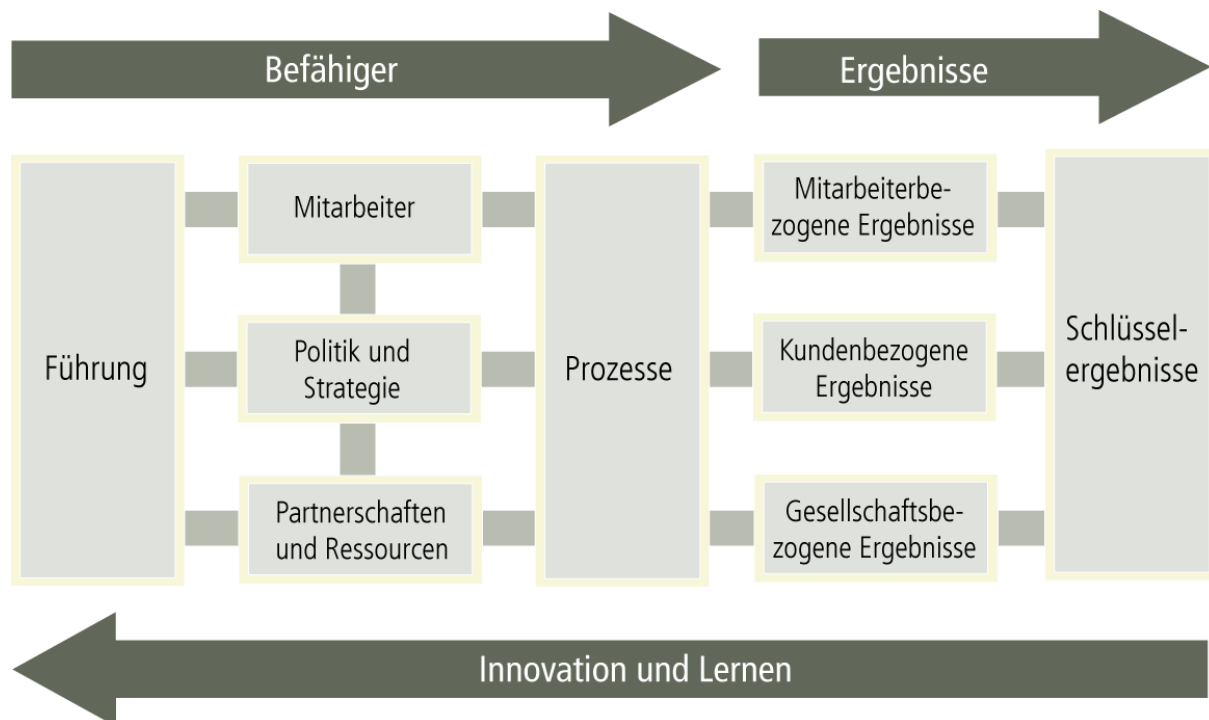 Befähiger
Ergebnisse
Führung
Mitarbeiter
Politik und
Strategie
Partnerschaften
und Ressourcen
Prozesse
Mitarbeiterbe-
zogene Ergebnisse
Kundenbezogene
Ergebnisse
Gesellschaftsbe-
zogene Ergebnisse
Schlüssel-
ergebnisse
Innovation und Lernen